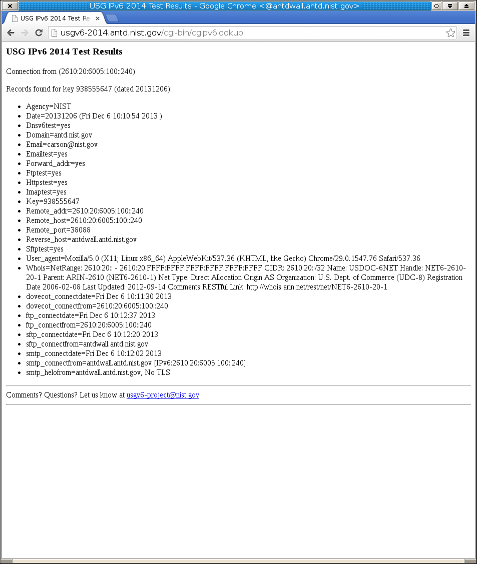 USG IPv6 2014 Test Results - Google Chrome <@antdwall.antd.nist.gov>
USG IPv6 2014 Test Re
usgv6-2014.antd.nist.gov/cgi-bin/cgipv6.lookup
USG IPv6 2014 Test Results
Connection from (2610:20:6005:100::240)
Records found for key 938555647 (dated 20131206)
Agency=NIST
Date=20131206 (Fri Dec 6 10:10:54 2013 )
Dnsv6test=yes
Domain=antd.nist.gov
Email=carson@nist.gov
Emailtest=yes
Forward_addr=yes
Ftptest=yes
Httpstest=yes
Imaptest=yes
Key=938555647
Remote_addr=2610:20:6005:100::240
Remote_host=2610:20:6005:100::240
Remote_port=36066
Reverse_host=antdwall.antd.nist.gov
Sftptest=yes
User_agent=Mozilla/5.0 (X11; Linux x86_64) AppleWebKit/537.36 (KHTML, like Gecko) Chrome/29.0.1547.76 Safari/537.36
Whois=NetRange: 2610:20:: - 2610:20:FFFF:FFFF:FFFF:FFFF:FFFF:FFFF CIDR: 2610:20::/32 Name: USDOC-6NET Handle: NET6-2610-
20-1 Parent: ARIN-2610 (NET6-2610-1) Net Type: Direct Allocation Origin AS Organization: U.S. Dept. of Commerce (UDC-8) Registration
Date 2006-02-08 Last Updated: 2012-09-14 Comments RESTful Link: http://whois.arin.net/rest/net/NET6-2610-20-1
dovecot_connectdate=Fri Dec 6 10:11:30 2013
dovecot_connectfrom=2610:20:6005:100::240
ftp_connectdate=Fri Dec 6 10:12:37 2013
ftp_connectfrom=2610:20:6005:100::240
sftp_connectdate=Fri Dec 6 10:12:20 2013
sftp_connectfrom=antdwall.antd.nist.gov
smtp_connectdate=Fri Dec 6 10:12:02 2013
smtp_connectfrom=antdwall.antd.nist.gov [IPv6:2610:20:6005:100::240]
smtp_helofrom=antdwall.antd.nist.gov, No TLS
Comments? Questions? Let us know at usgv6-project@nist.gov